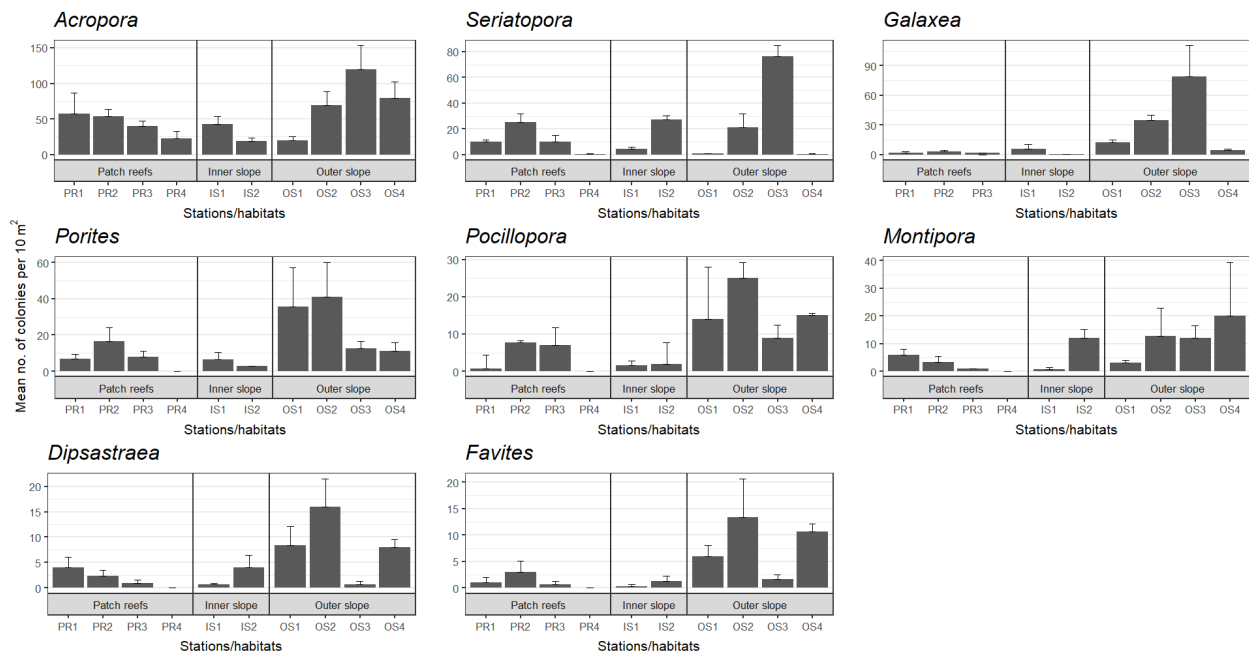 Acropora
Seriatopora
Galaxea
150
100
50
0
Patch reefs Inner slope Outer slope
PR1 PR2 PR3 PR4 IS1 IS2 OS1 OS2 OS3 OS4
Stations/habitats
80
60
40
20
0
Patch reefs Inner slope Outer slope
PR1 PR2 PR3 PR4 IS1 IS2 OS1 OS2 OS3 OS4
Stations/habitats
90
60
30
0
Patch reefs Inner slope Outer slope
PR1 PR2 PR3 IS1 IS2 OS1 OS2 OS3 OS4
Stations/habitats
Mean no. of colonies per 10 m²
Porites
Pocillopora
Montipora
60
40
20
0
Patch reefs Inner slope Outer slope
PR1 PR2 PR3 PR4 IS1 IS2 OS1 OS2 OS3 OS4
Stations/habitats
30
20
10
0
Patch reefs Inner slope Outer slope
PR1 PR2 PR3 PR4 IS1 IS2 OS1 OS2 OS3 OS4
Stations/habitats
40
30
20
10
0
Patch reefs Inner slope Outer slope
PR1 PR2 PR3 PR4 IS1 IS2 OS1 OS2 OS3 OS4
Stations/habitats
Dipsastraea
Favites
20
15
10
5
0
Patch reefs Inner slope Outer slope
PR1 PR2 PR3 PR4 IS1 IS2 OS1 OS2 OS3 OS4
Stations/habitats
20
15
10
5
0
Patch reefs Inner slope Outer slope
PR1 PR2 PR3 PR4 IS1 IS2 OS1 OS2 OS3 OS4
Stations/habitats